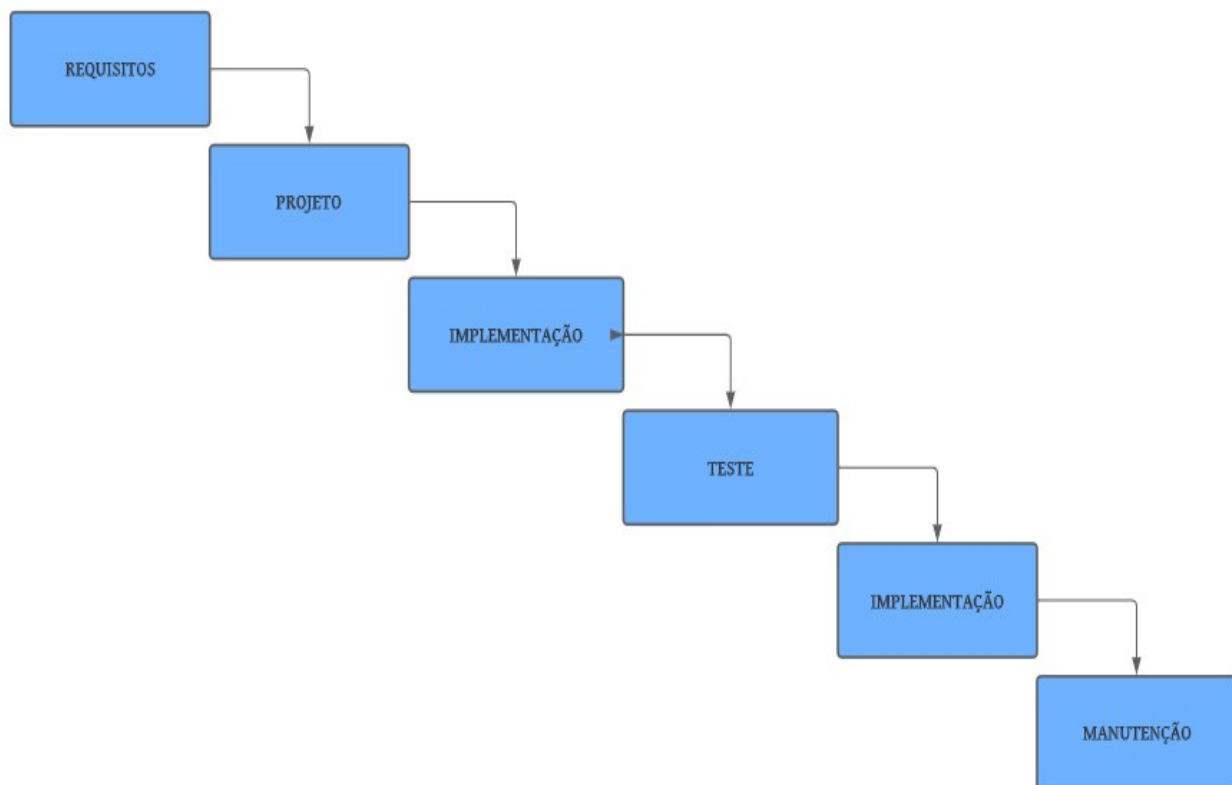 REQUISITOS
PROJETO
IMPLEMENTAÇÃO
TESTE
IMPLEMENTAÇÃO
MANUTENÇÃO